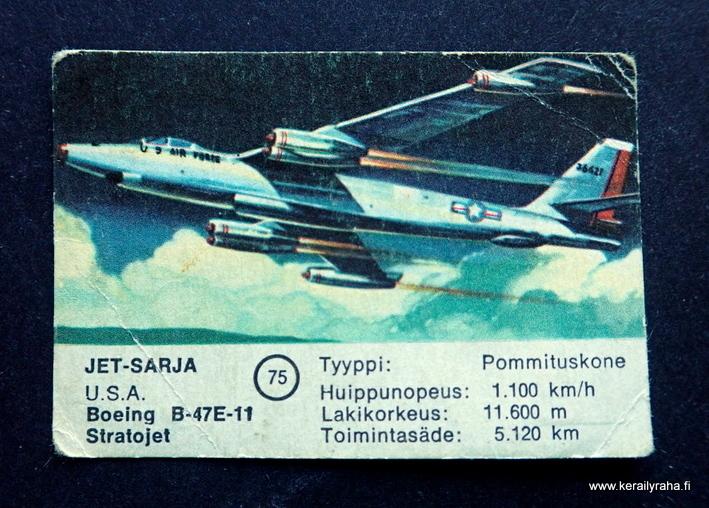 U.S. AIR FORCE
36421
JET-SARJA
U.S.A.
Boeing B-47E-11
Stratojet
75
Tyyppi: Pommituskone
Huippunopeus: 1.100 km/h
Lakikorkeus: 11.600 m
Toimintasäde: 5.120 km
www.kerailyraha.fi